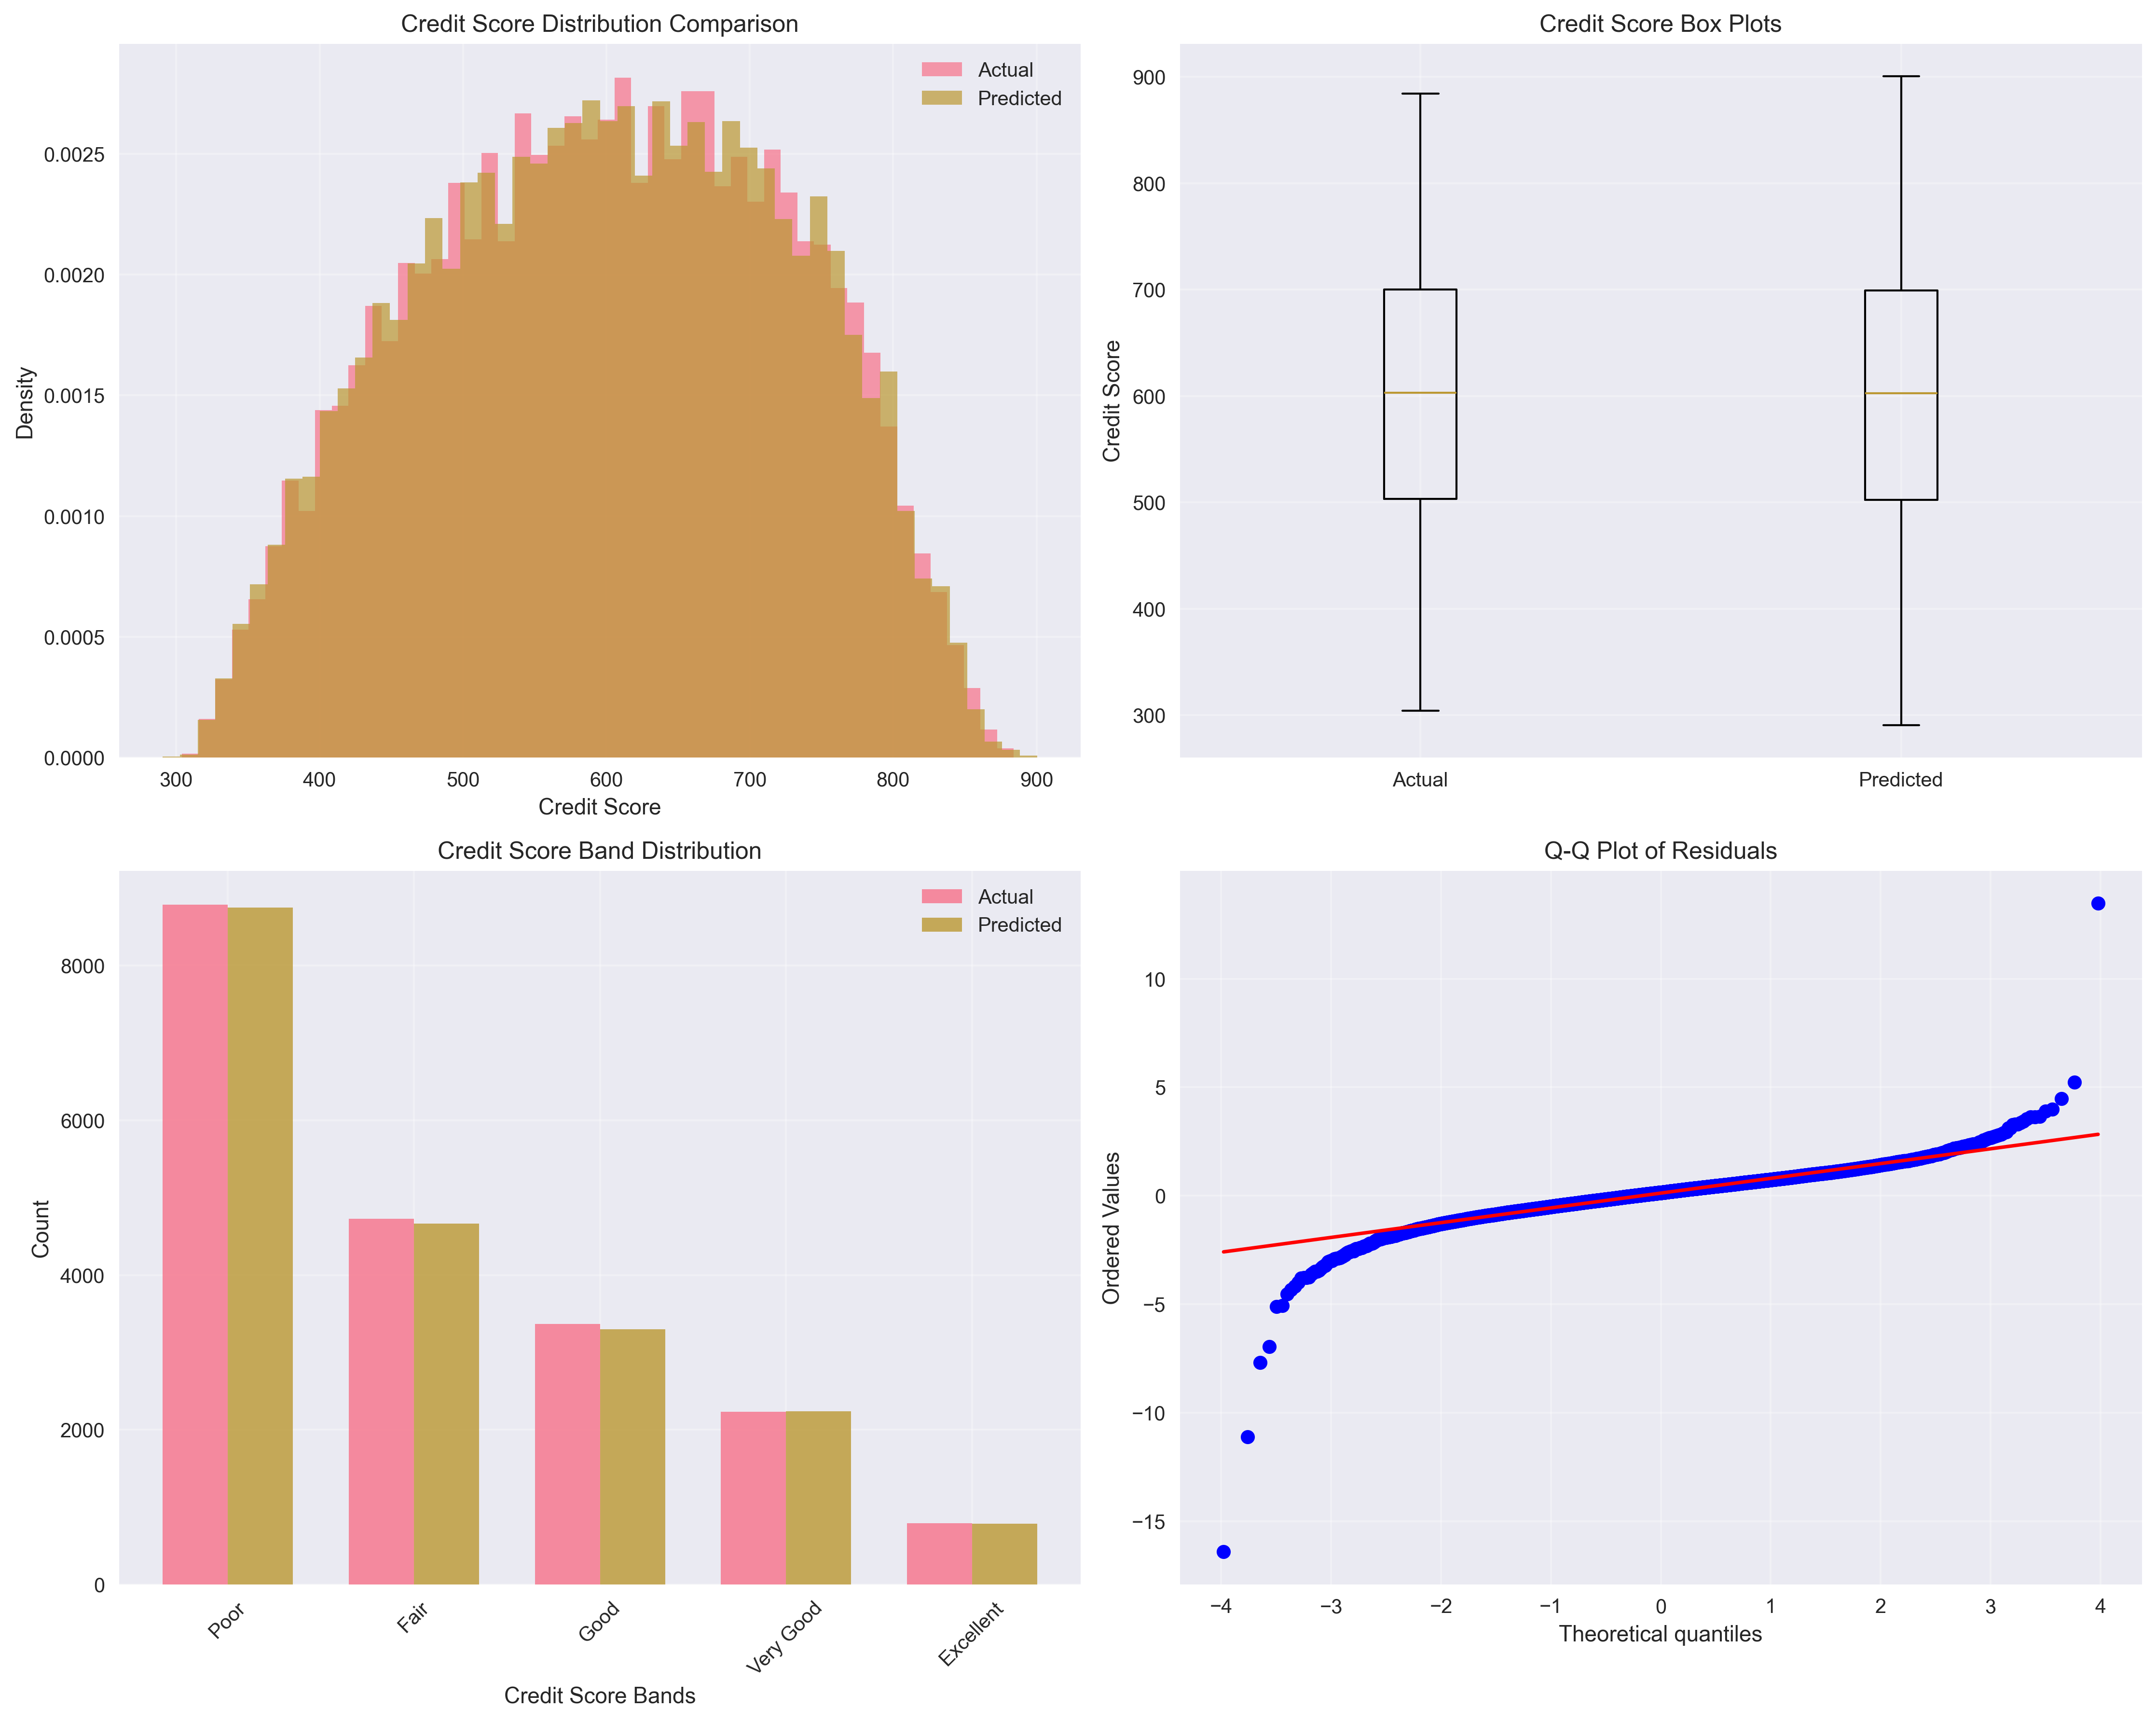 Credit Score Distribution Comparison
Actual
Predicted
Density
0.0025
0.0020
0.0015
0.0010
0.0005
0.0000
300 400 500 600 700 800 900
Credit Score
Credit Score Box Plots
Credit Score
900
800
700
600
500
400
300
Actual Predicted
Credit Score Band Distribution
Actual
Predicted
Count
8000
6000
4000
2000
0
Poor Fair Good Very Good Excellent
Credit Score Bands
Q-Q Plot of Residuals
Ordered Values
10
5
0
−5
−10
−15
−4 −3 −2 −1 0 1 2 3 4
Theoretical quantiles